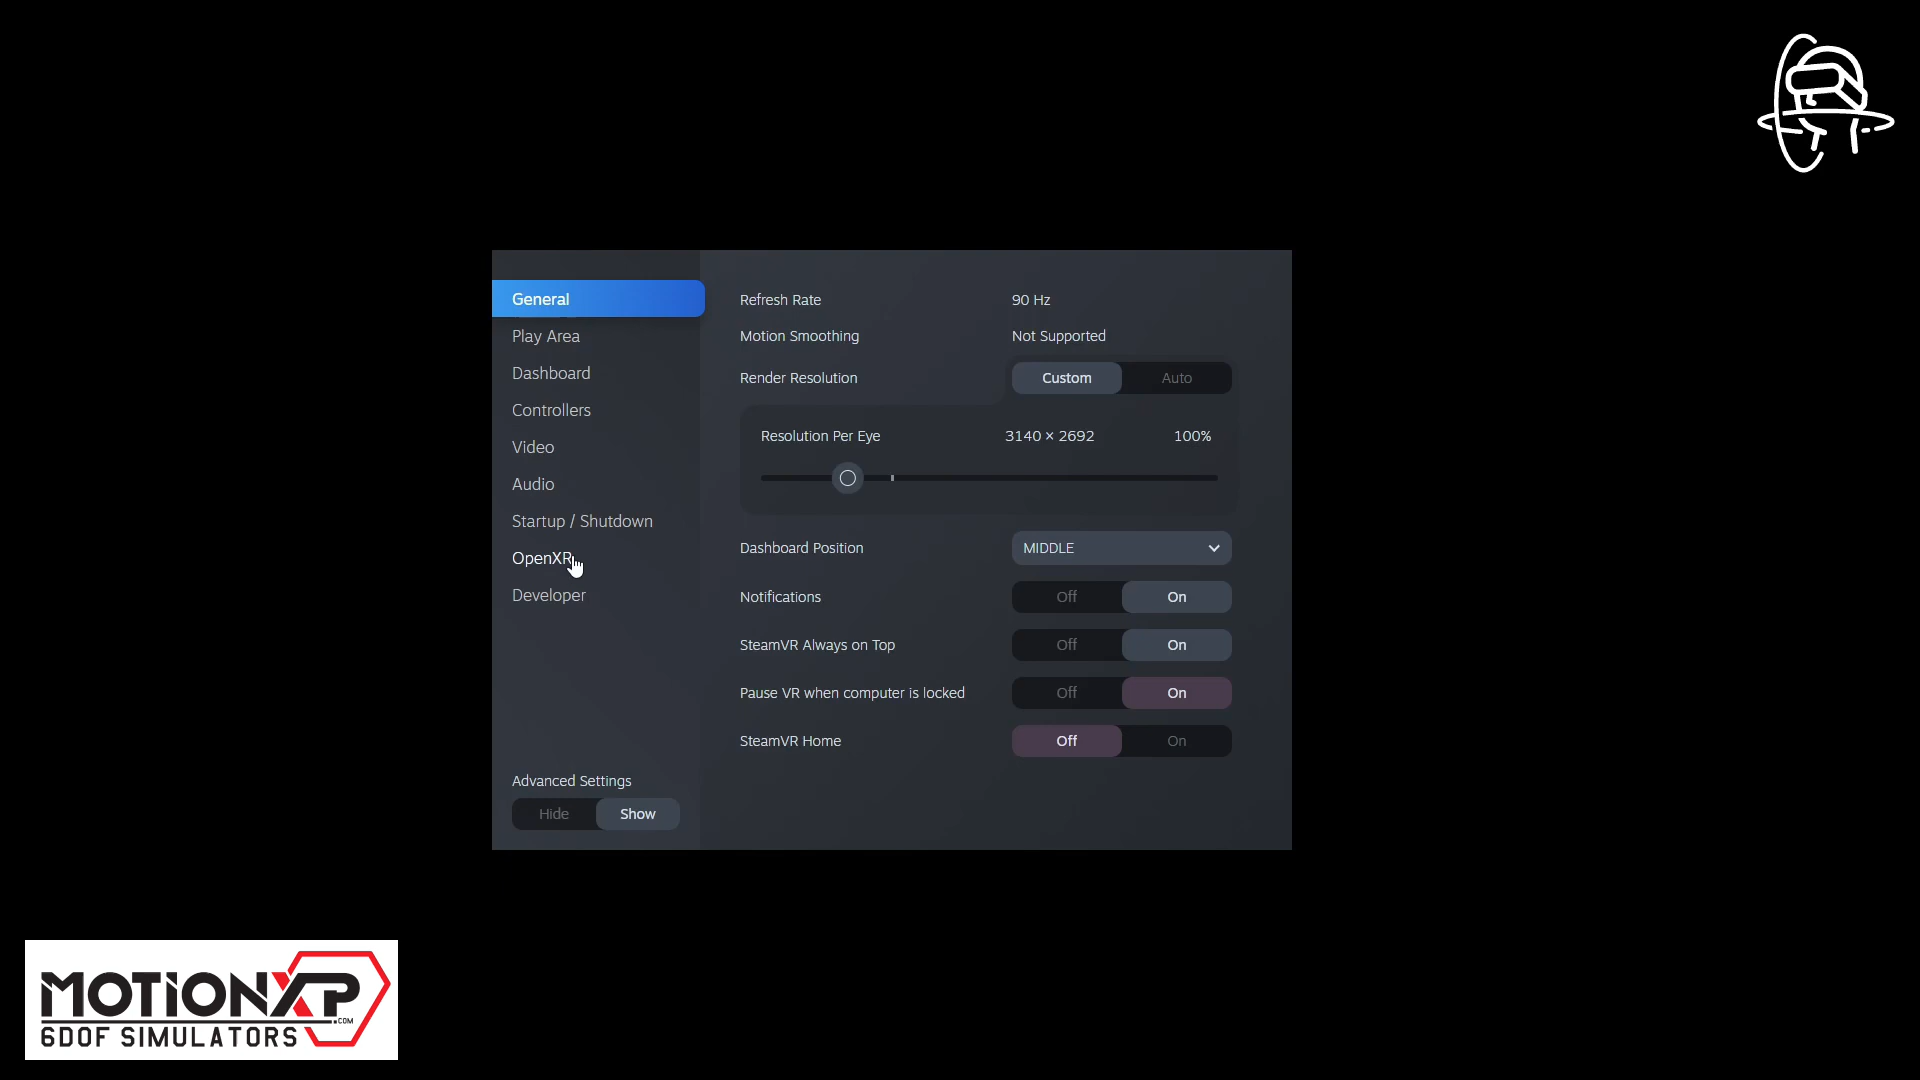 General
Play Area
Dashboard
Controllers
Video
Audio
Startup / Shutdown
OpenXR
Developer
Advanced Settings
Hide Show
Refresh Rate 90 Hz
Motion Smoothing Not Supported
Render Resolution Custom Auto
Resolution Per Eye 3140 × 2692 100%
Dashboard Position MIDDLE
Notifications Off On
SteamVR Always on Top Off On
Pause VR when computer is locked Off On
SteamVR Home Off On
MOTiONXP
.COM
6DOF SIMULATORS